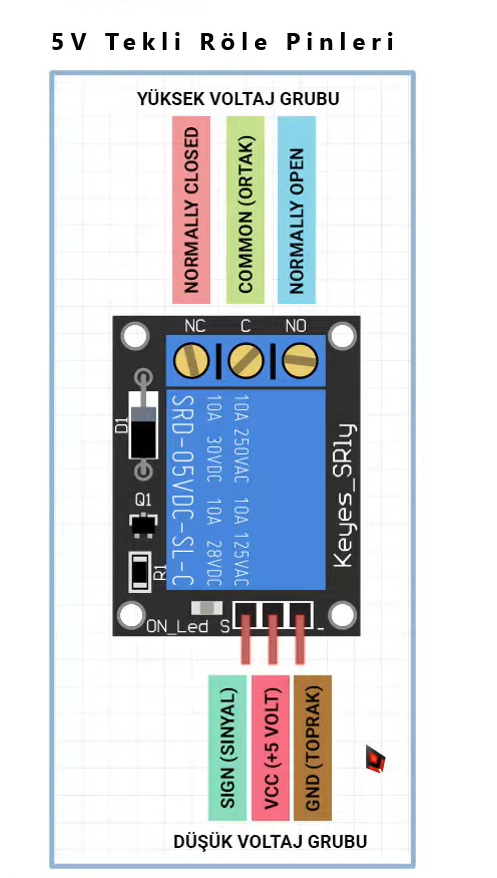 5V Tekli Röle Pinleri
YÜKSEK VOLTAJ GRUBU
NORMALLY CLOSED
COMMON (ORTAK)
NORMALLY OPEN
NC C NO
D1
Q1
R1
SRD-05VDC-SL-C
10A 30VDC 10A 28VDC
10A 250VAC 10A 125VAC
Keyes_SRly
ON_Led S -
SIGN (SINYAL)
VCC (+5 VOLT)
GND (TOPRAK)
DÜŞÜK VOLTAJ GRUBU